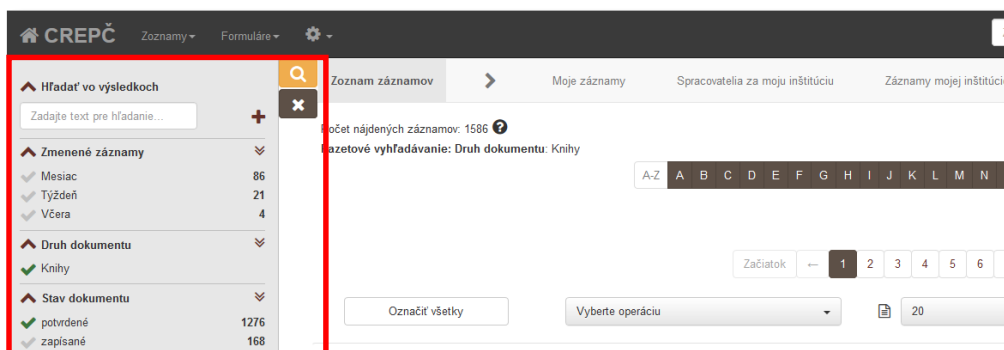 CREPČ Zoznamy Formuláre
Hľadať vo výsledkoch
Zadajte text pre hľadanie...
Zmenené záznamy
Mesiac 86
Týždeň 21
Včera 4
Druh dokumentu
Knihy
Stav dokumentu
potvrdené 1276
zapísané 168
Zoznam záznamov Moje záznamy Spracovatelia za moju inštitúciu Záznamy mojej inštitúci
Počet nájdených záznamov: 1586
azetové vyhľadávanie: Druh dokumentu: Knihy
A-Z A B C D E F G H I J K L M N
Začiatok ← 1 2 3 4 5 6
Označiť všetky Vyberte operáciu 20